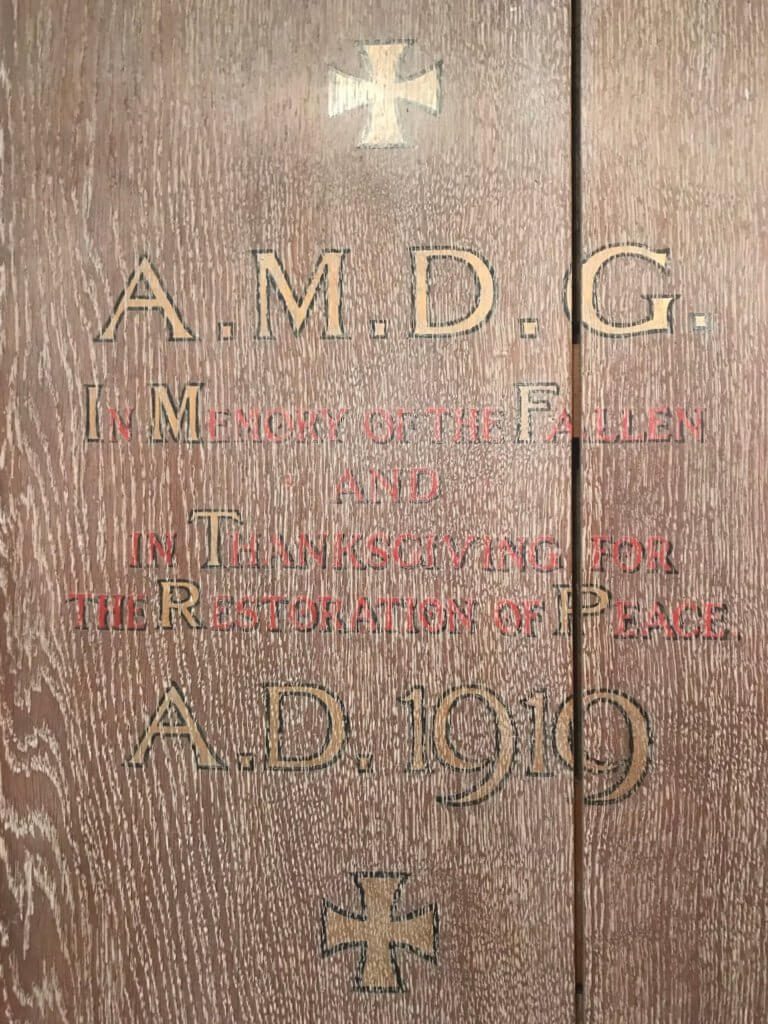 A.M.D.G.
IN MEMORY OF THE FALLEN
AND
IN THANKSGIVING FOR
THE RESTORATION OF PEACE.
A.D. 1919